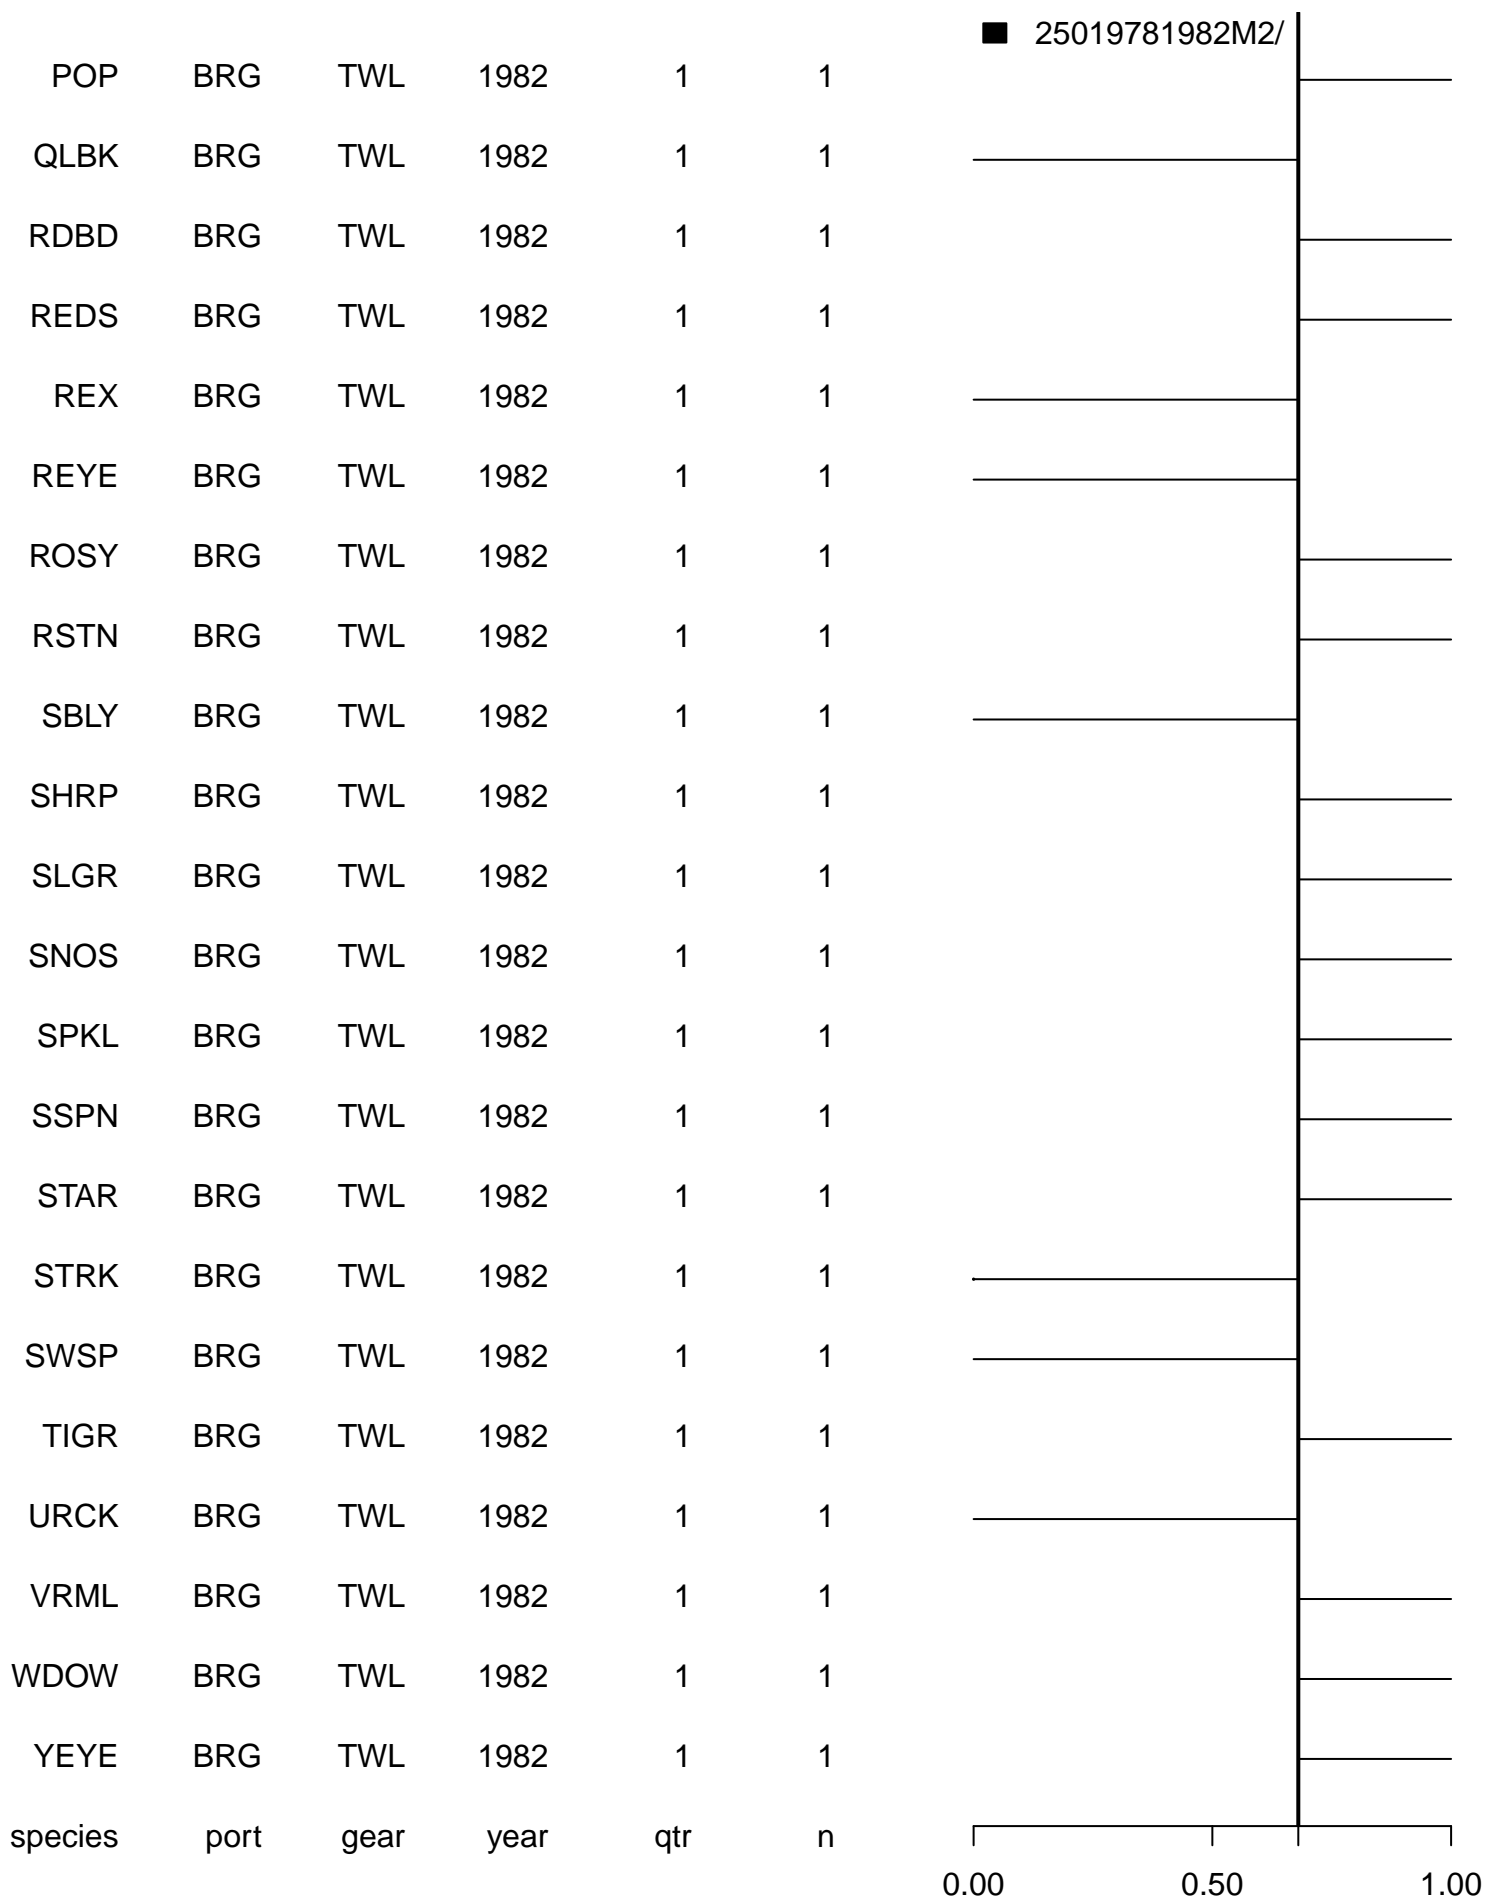 25019781982M2/
POP BRG TWL 1982 1 1
QLBK BRG TWL 1982 1 1
RDBD BRG TWL 1982 1 1
REDS BRG TWL 1982 1 1
REX BRG TWL 1982 1 1
REYE BRG TWL 1982 1 1
ROSY BRG TWL 1982 1 1
RSTN BRG TWL 1982 1 1
SBLY BRG TWL 1982 1 1
SHRP BRG TWL 1982 1 1
SLGR BRG TWL 1982 1 1
SNOS BRG TWL 1982 1 1
SPKL BRG TWL 1982 1 1
SSPN BRG TWL 1982 1 1
STAR BRG TWL 1982 1 1
STRK BRG TWL 1982 1 1
SWSP BRG TWL 1982 1 1
TIGR BRG TWL 1982 1 1
URCK BRG TWL 1982 1 1
VRML BRG TWL 1982 1 1
WDOW BRG TWL 1982 1 1
YEYE BRG TWL 1982 1 1
species port gear year qtr n
0.00 0.50 1.00